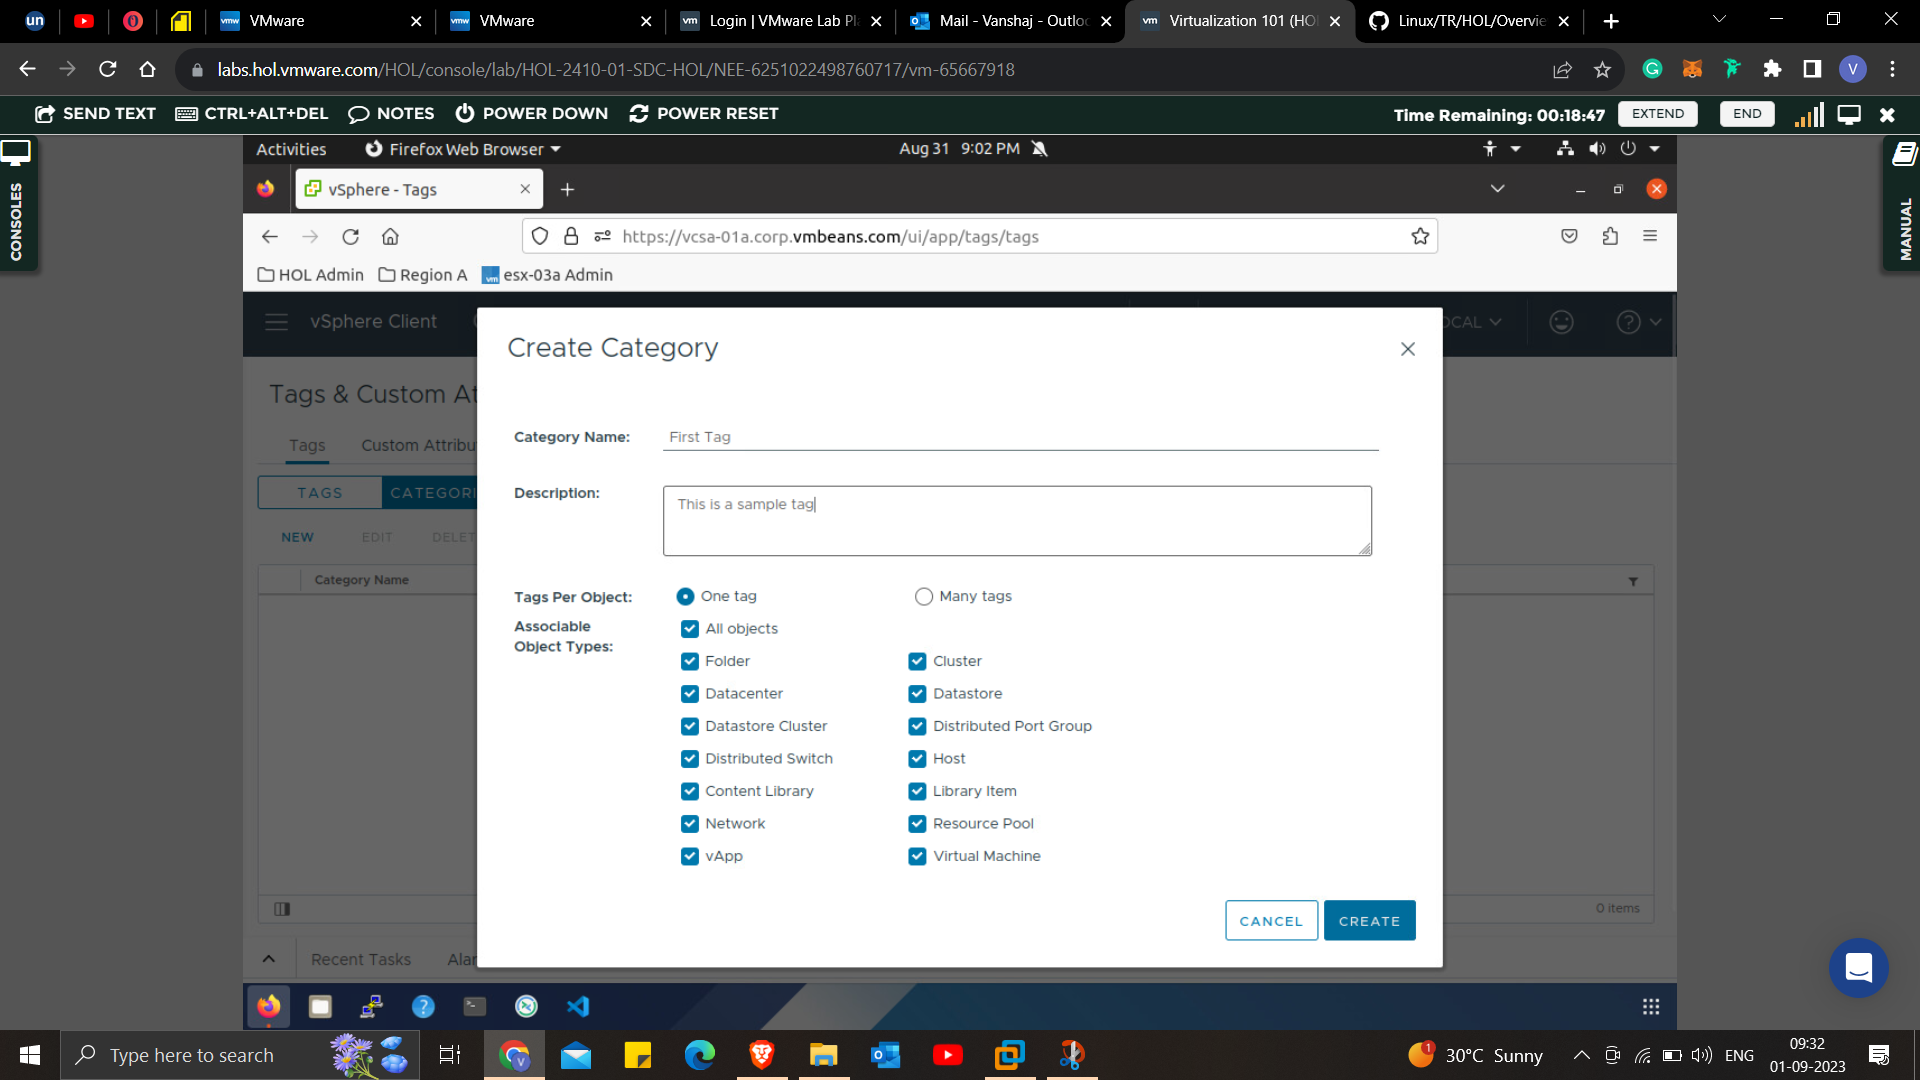 un VMware VMware Login | VMware Lab Pl Mail - Vanshaj - Outlo Virtualization 101 (HO Linux/TR/HOL/Overvie
labs.hol.vmware.com/HOL/console/lab/HOL-2410-01-SDC-HOL/NEE-6251022498760717/vm-65667918 V
SEND TEXT CTRL+ALT+DEL NOTES POWER DOWN POWER RESET Time Remaining: 00:18:47 EXTEND END
CONSOLES
MANUAL
Activities Firefox Web Browser Aug 31 9:02 PM
vSphere - Tags
https://vcsa-01a.corp.vmbeans.com/ui/app/tags/tags
HOL Admin Region A vm esx-03a Admin
vSphere Client OCAL
Create Category
Tags & Custom At
Tags Custom Attribu
TAGS CATEGORI
NEW EDIT DELET
Category Name
Category Name: First Tag
Description: This is a sample tag
Tags Per Object: One tag Many tags
Associable Object Types: All objects
Folder Cluster
Datacenter Datastore
Datastore Cluster Distributed Port Group
Distributed Switch Host
Content Library Library Item
Network Resource Pool
vApp Virtual Machine
0 items
CANCEL CREATE
Recent Tasks Alar
Type here to search 1 30°C Sunny ENG 09:32
01-09-2023